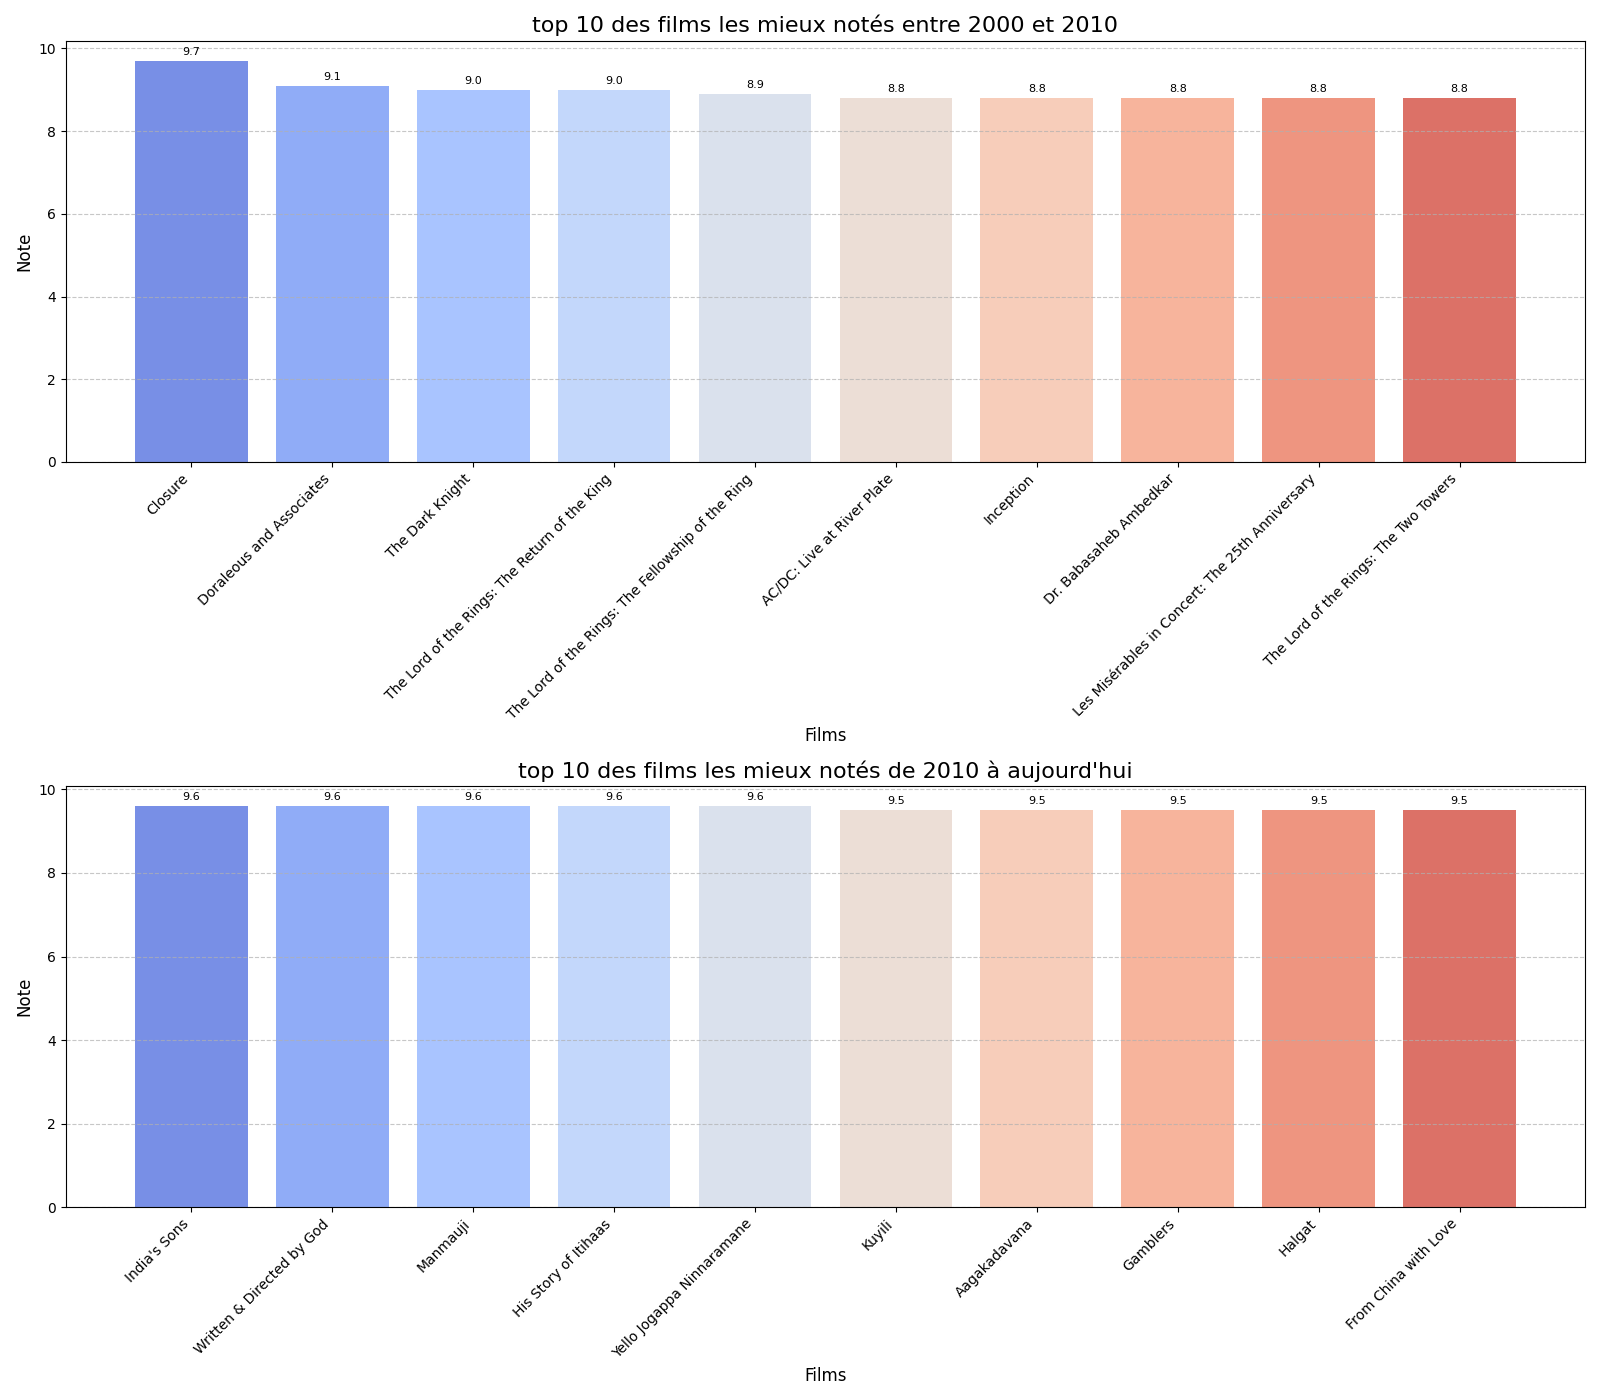 top 10 des films les mieux notés entre 2000 et 2010
10
8
6
4
2
0
Note
9.7
9.1
9.0
9.0
8.9
8.8
8.8
8.8
8.8
8.8
Closure
Doraleous and Associates
The Dark Knight
The Lord of the Rings: The Return of the King
The Lord of the Rings: The Fellowship of the Ring
AC/DC: Live at River Plate
Inception
Dr. Babasaheb Ambedkar
Les Misérables in Concert: The 25th Anniversary
The Lord of the Rings: The Two Towers
Films
top 10 des films les mieux notés de 2010 à aujourd'hui
10
8
6
4
2
0
Note
9.6
9.6
9.6
9.6
9.6
9.5
9.5
9.5
9.5
9.5
India's Sons
Written & Directed by God
Manmauji
His Story of Itihaas
Yello Jogappa Ninnaramane
Kuyili
Aagakadavana
Gamblers
Halgat
From China with Love
Films